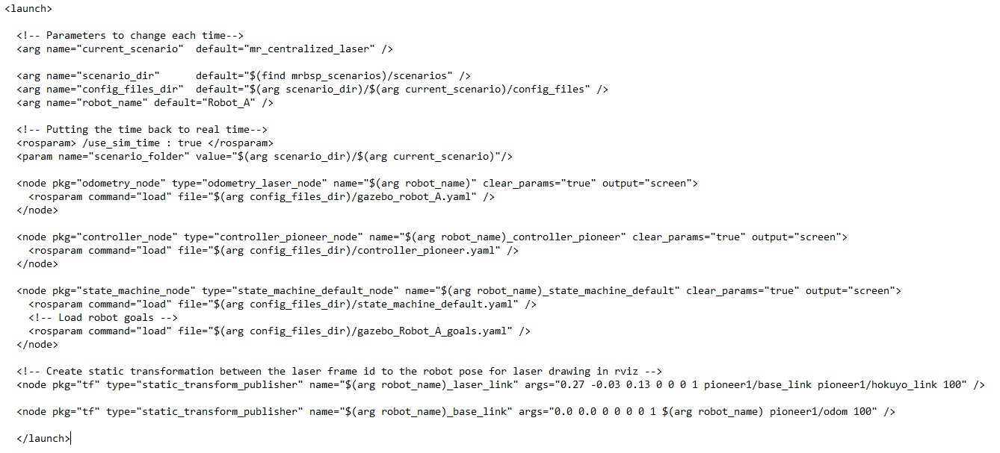 <launch>
<!-- Parameters to change each time-->
<arg name="current_scenario"  default="mr_centralized_laser" />
<arg name="scenario_dir"      default="$(find mrbsp_scenarios)/scenarios" />
<arg name="config_files_dir"  default="$(arg scenario_dir)/$(arg current_scenario)/config_files" />
<arg name="robot_name" default="Robot_A" />
<!-- Putting the time back to real time-->
<rosparam> /use_sim_time : true </rosparam>
<param name="scenario_folder" value="$(arg scenario_dir)/$(arg current_scenario)"/>
<node pkg="odometry_node" type="odometry_laser_node" name="$(arg robot_name)" clear_params="true" output="screen">
<rosparam command="load" file="$(arg config_files_dir)/gazebo_robot_A.yaml" />
</node>
<node pkg="controller_node" type="controller_pioneer_node" name="$(arg robot_name)_controller_pioneer" clear_params="true" output="screen">
<rosparam command="load" file="$(arg config_files_dir)/controller_pioneer.yaml" />
</node>
<node pkg="state_machine_node" type="state_machine_default_node" name="$(arg robot_name)_state_machine_default" clear_params="true" output="screen">
<rosparam command="load" file="$(arg config_files_dir)/state_machine_default.yaml" />
<!-- Load robot goals -->
<rosparam command="load" file="$(arg config_files_dir)/gazebo_Robot_A_goals.yaml" />
</node>
<!-- Create static transformation between the laser frame id to the robot pose for laser drawing in rviz -->
<node pkg="tf" type="static_transform_publisher" name="$(arg robot_name)_laser_link" args="0.27 -0.03 0.13 0 0 0 1 pioneer1/base_link pioneer1/hokuyo_link 100" />
<node pkg="tf" type="static_transform_publisher" name="$(arg robot_name)_base_link" args="0.0 0.0 0 0 0 0 1 $(arg robot_name) pioneer1/odom 100" />
</launch>